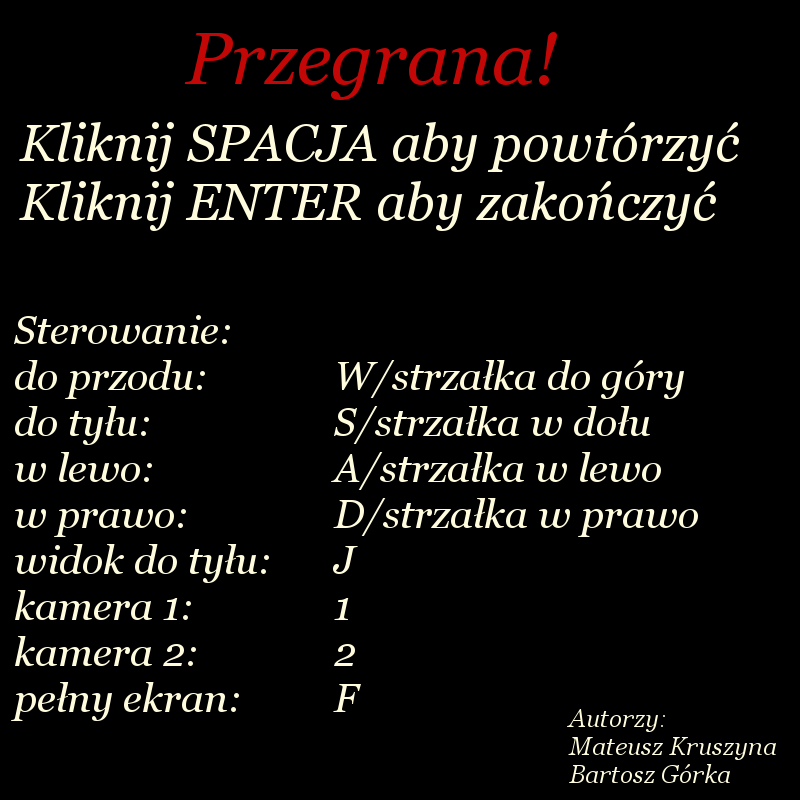 Przegrana!
Kliknij SPACJA aby powtórzyć
Kliknij ENTER aby zakończyć
Sterowanie:
do przodu: W/strzałka do góry
do tyłu: S/strzałka w dołu
w lewo: A/strzałka w lewo
w prawo: D/strzałka w prawo
widok do tyłu: J
kamera 1: 1
kamera 2: 2
pełny ekran: F
Autorzy:
Mateusz Kruszyna
Bartosz Górka